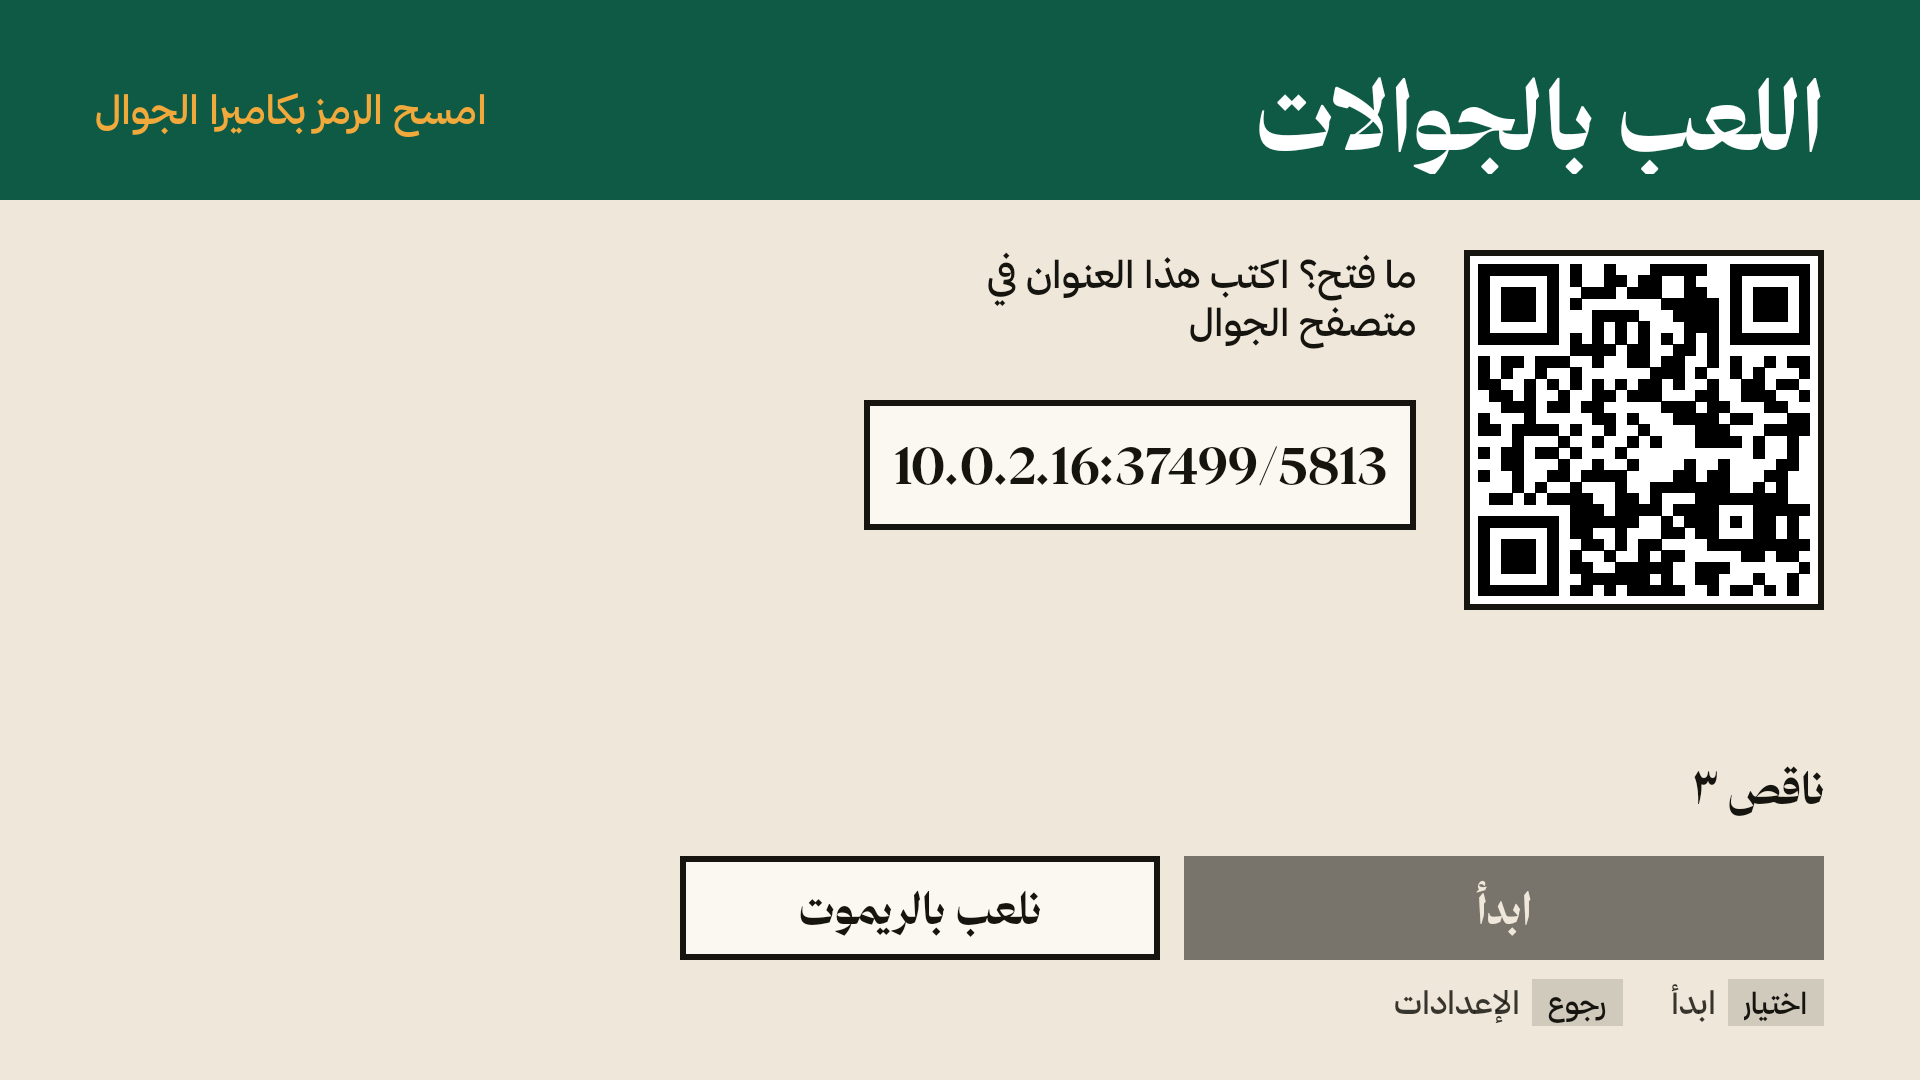 اللعب بالجوالات
امسح الرمز بكاميرا الجوال
ما فتح؟ اكتب هذا العنوان في
متصفح الجوال
10.0.2.16:37499/5813
ناقص ٣
ابدأ
نلعب بالريموت
اختيار ابدأ رجوع الإعدادات